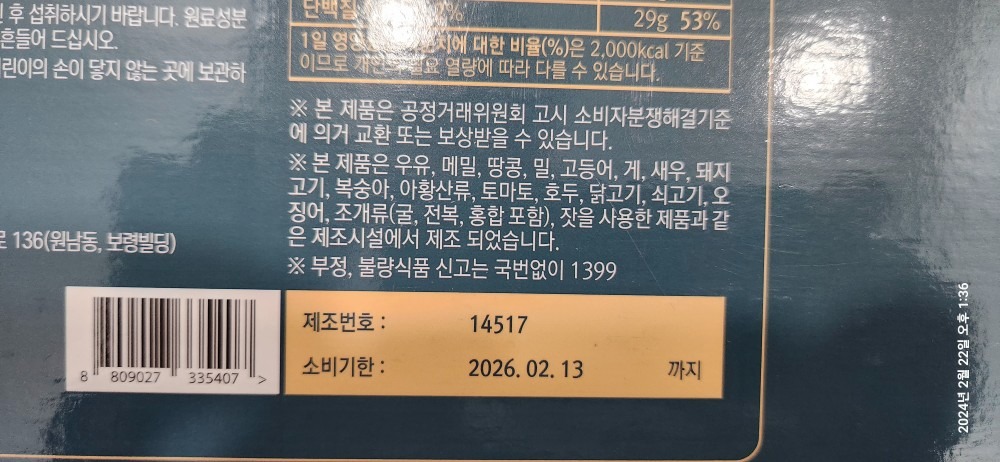 후 섭취하시기 바랍니다. 원료성분
흔들어 드십시오.
린이의 손이 닿지 않는 곳에 보관하
136(원남동, 보령빌딩)
단백질
29g 53%
1일 영양 에 대한 비율(%)은 2,000kcal 기준
이므로 열량에 따라 다를 수 있습니다.
※ 본 제품은 공정거래위원회 고시 소비자분쟁해결기준
에 의거 교환 또는 보상받을 수 있습니다.
※ 본 제품은 우유, 메밀, 땅콩, 밀, 고등어, 게, 새우, 돼지
고기, 복숭아, 아황산류, 토마토, 호두, 닭고기, 쇠고기, 오
징어, 조개류(굴, 전복, 홍합 포함), 잣을 사용한 제품과 같
은 제조시설에서 제조 되었습니다.
※ 부정, 불량식품 신고는 국번없이 1399
8 809027 335407 >
제조번호 : 14517
소비기한 : 2026. 02. 13 까지
2024년 2월 22일 오후 1:36